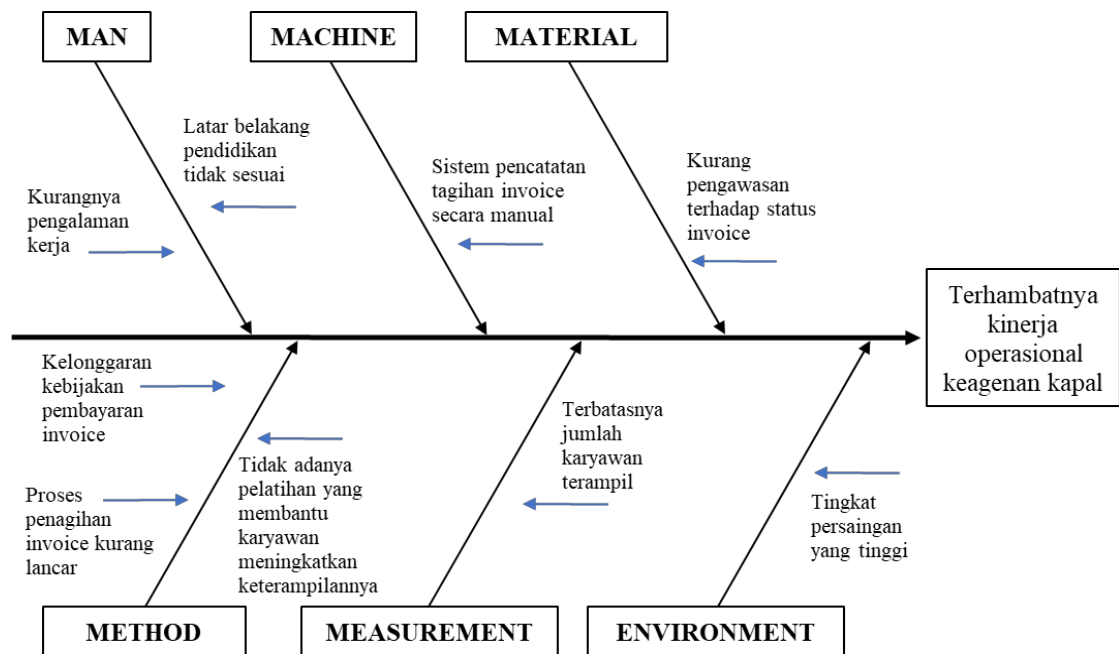 MAN
MACHINE
MATERIAL
Latar belakang
pendidikan
tidak sesuai
Kurangnya
pengalaman
kerja
Sistem pencatatan
tagihan invoice
secara manual
Kurang
pengawasan
terhadap status
invoice
Terhambatnya
kinerja
operasional
keagenan kapal
Kelonggaran
kebijakan
pembayaran
invoice
Proses
penagihan
invoice kurang
lancar
Tidak adanya
pelatihan yang
membantu
karyawan
meningkatkan
keterampilannya
Terbatasnya
jumlah
karyawan
terampil
Tingkat
persaingan
yang tinggi
METHOD
MEASUREMENT
ENVIRONMENT